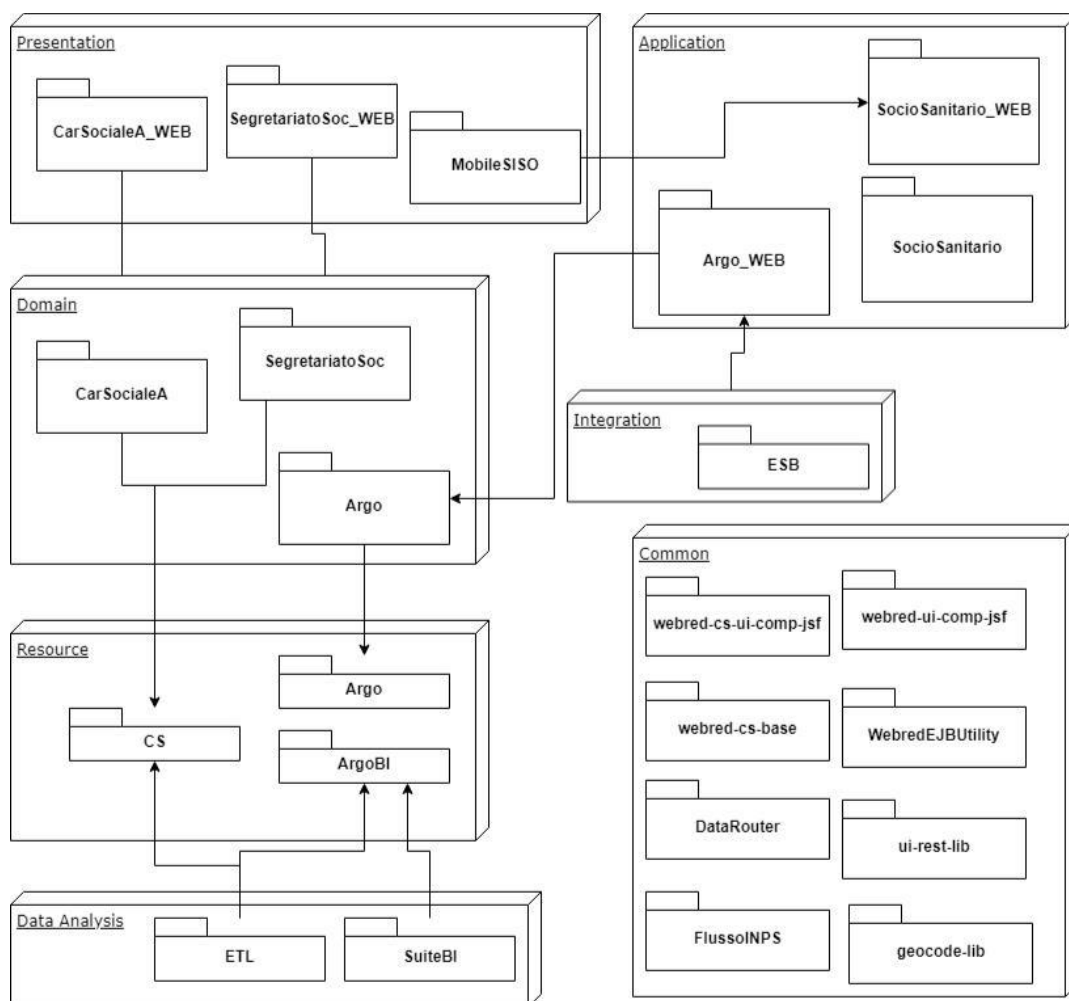 Presentation
CarSocialeA_WEB
SegretariatoSoc_WEB
MobileSISO
Application
SocioSanitario_WEB
Argo_WEB
SocioSanitario
Domain
CarSocialeA
SegretariatoSoc
Argo
Integration
ESB
Resource
CS
Argo
ArgoBI
Common
webred-cs-ui-comp-jsf
webred-ui-comp-jsf
webred-cs-base
WebredEJBUtility
DataRouter
ui-rest-lib
FlussoINPS
geocode-lib
Data Analysis
ETL
SuiteBI